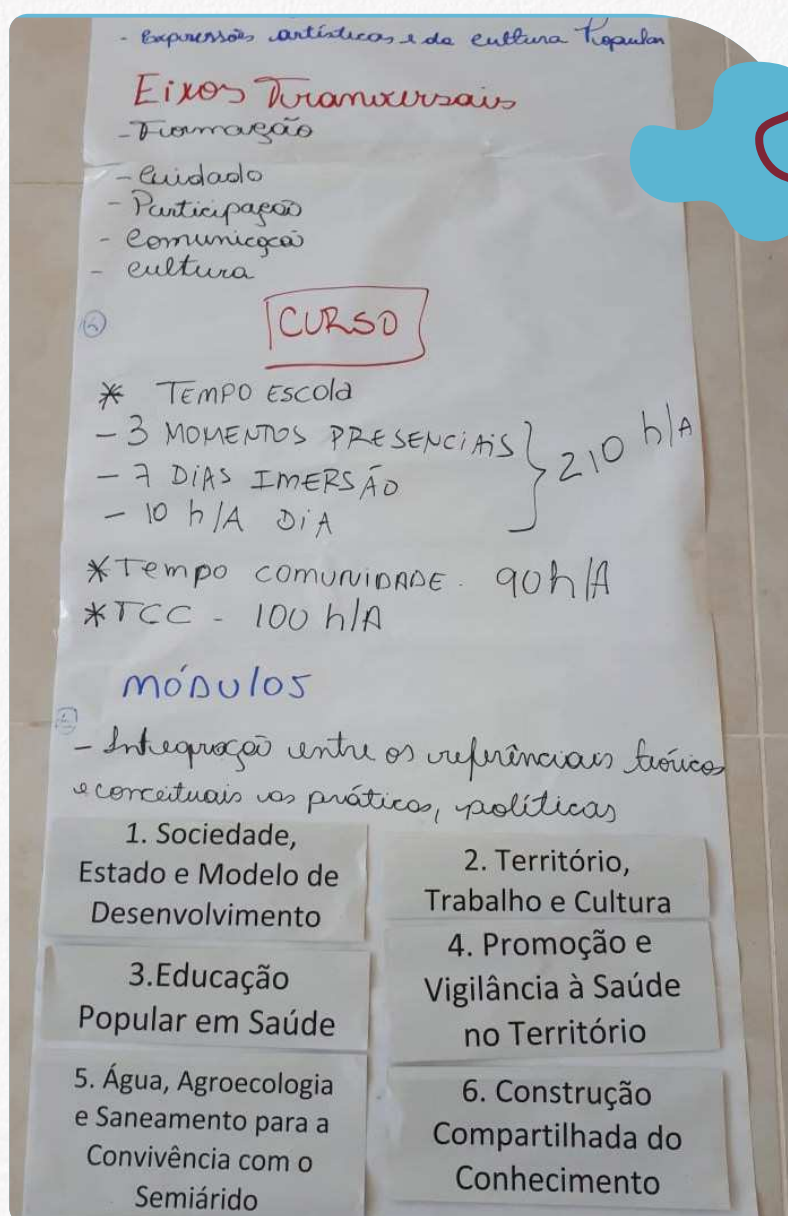 - Expressões artísticas e da cultura Popular
Eixos Transversais
- Formação
- Cuidado
- Participação
- Comunicação
- cultura
CURSO
* TEMPO ESCOLA
- 3 MOMENTOS PRESENCIAIS
- 7 DIAS IMERSÃO
- 10 h/A DIA
210 h/A
* Tempo COMUNIDADE. 90h/A
* TCC - 100 h/A
MÓDULOS
- Integração entre os referênciais teóricos
e conceituais as práticas, políticas
1. Sociedade,
Estado e Modelo de
Desenvolvimento
2. Território,
Trabalho e Cultura
3.Educação
Popular em Saúde
4. Promoção e
Vigilância à Saúde
no Território
5. Água, Agroecologia
e Saneamento para a
Convivência com o
Semiárido
6. Construção
Compartilhada do
Conhecimento